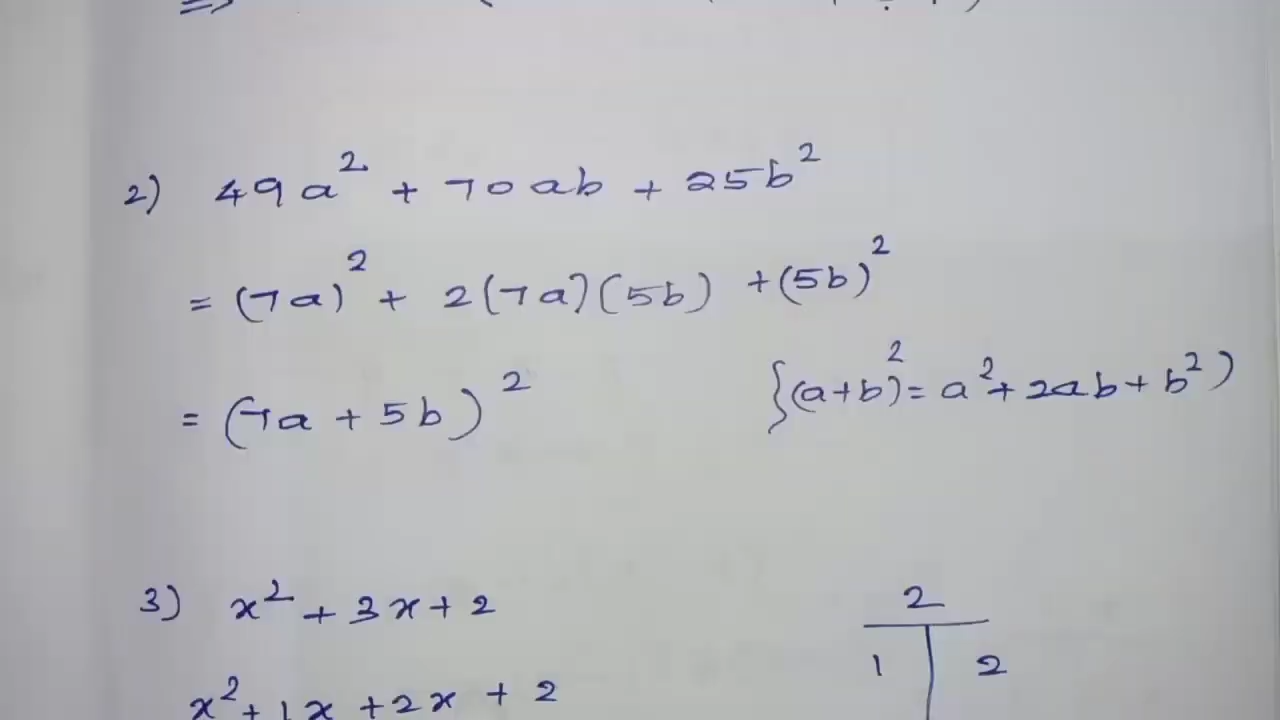 =>
2) 49a² + 70ab + 25b²
= (7a)² + 2(7a)(5b) + (5b)²
= (7a + 5b)² {(a+b)² = a² + 2ab + b²)
3) x² + 3x + 2
2
1 2
x² + 1x + 2x + 2